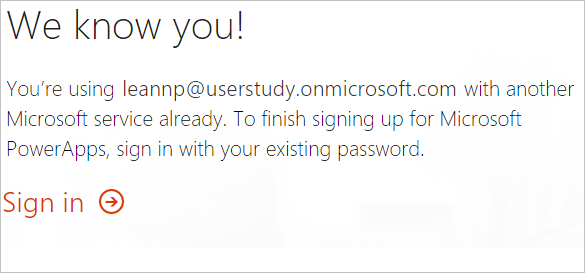 We know you!
You're using leannp@userstudy.onmicrosoft.com with another
Microsoft service already. To finish signing up for Microsoft
PowerApps, sign in with your existing password.
Sign in